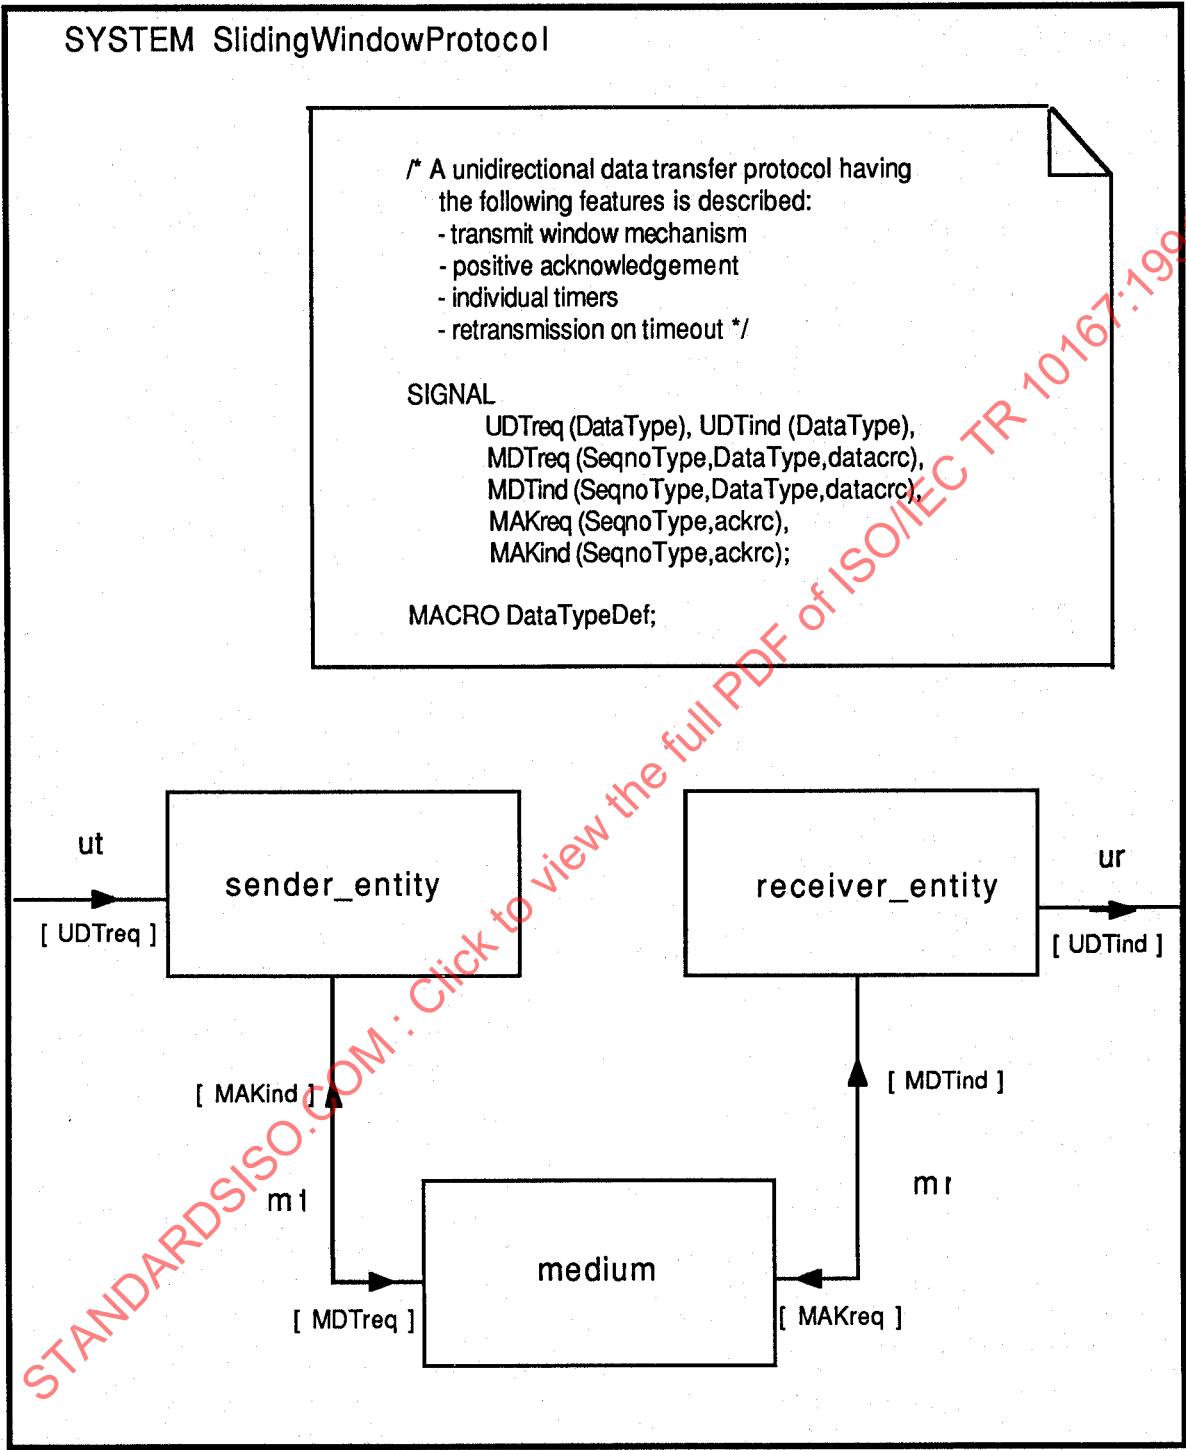 SYSTEM SlidingWindowProtocol
/* A unidirectional data transfer protocol having
the following features is described:
- transmit window mechanism
- positive acknowledgement
- individual timers
- retransmission on timeout */
SIGNAL
UDTreq (DataType), UDTind (DataType),
MDTreq (SeqnoType,DataType,datacrc),
MDTind (SeqnoType,DataType,datacrc),
MAKreq (SeqnoType,ackrc),
MAKind (SeqnoType,ackrc);
MACRO DataTypeDef;
ut
sender_entity
[ UDTreq ]
receiver_entity
ur
[ UDTind ]
[ MAKind ]
[ MDTind ]
mr
medium
[ MDTreq ]
[ MAKreq ]
STANDARDSISO.COM : Click to view the full PDF of ISO/IEC TR 10167:199